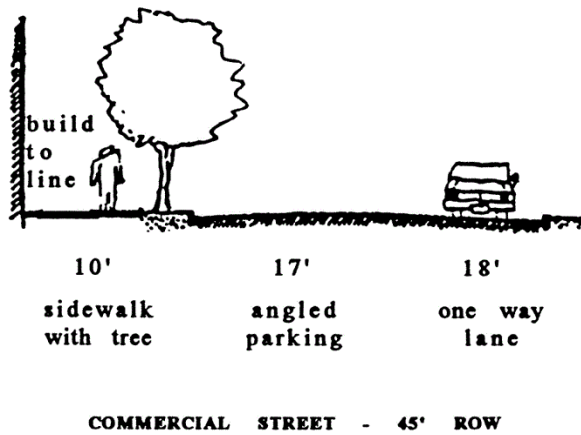 build
to
line
10' 17' 18'
sidewalk angled one way
with tree parking lane
COMMERCIAL STREET - 45' ROW